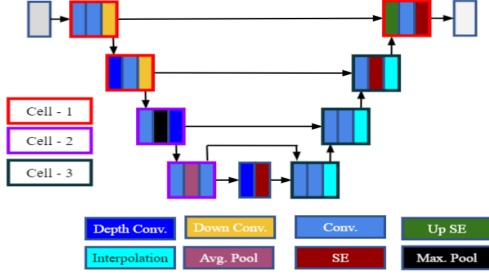 Cell - 1
Cell - 2
Cell - 3
Depth Conv. Down Conv. Conv. Up SE
Interpolation Avg. Pool SE Max. Pool